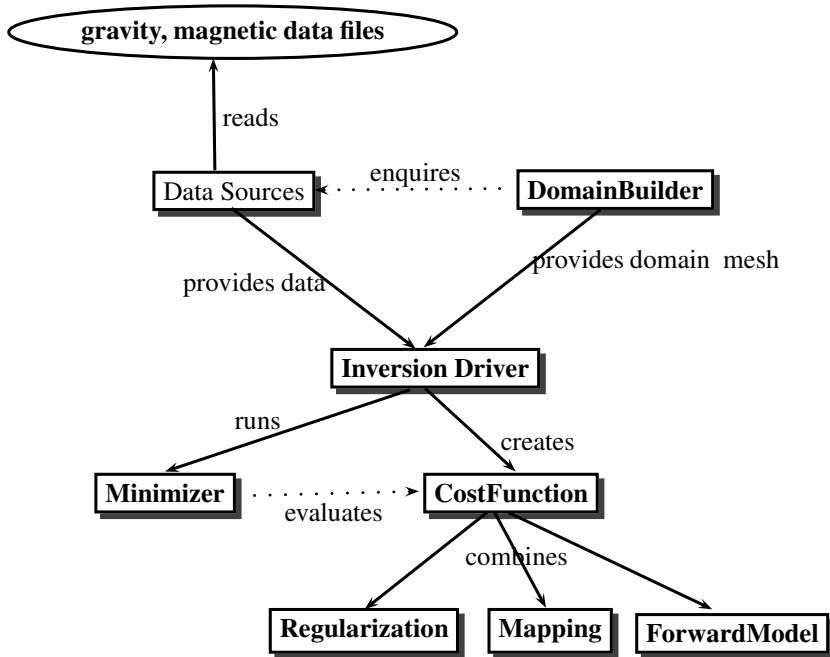 gravity, magnetic data files
reads
enquires
Data Sources
DomainBuilder
provides data
provides domain mesh
Inversion Driver
runs
creates
Minimizer
evaluates
CostFunction
combines
Regularization
Mapping
ForwardModel